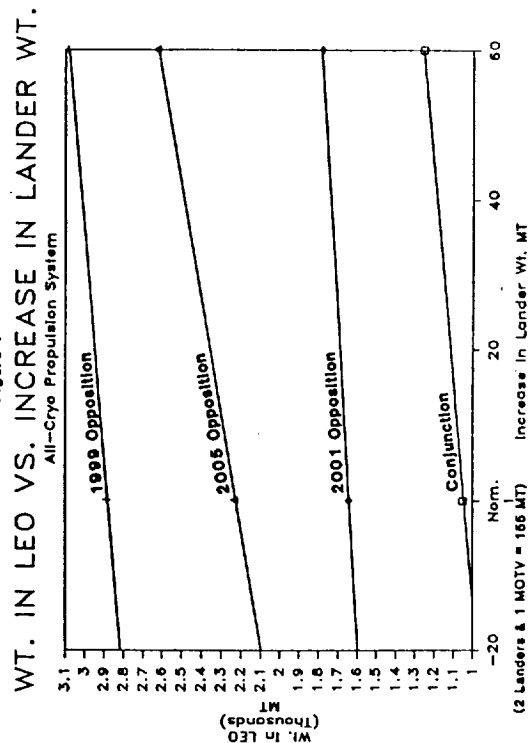 WT. IN LEO VS. INCREASE IN LANDER WT.
All-Cryo Propulsion System
3.1
3
2.9
2.8
2.7
2.6
2.5
2.4
2.3
2.2
2.1
2
1.9
1.8
1.7
1.6
1.5
1.4
1.3
1.2
1.1
1
Wt. In LEO
(Thousands)
MT
1999 Opposition
2005 Opposition
2001 Opposition
Conjunction
-20
Nom.
20
40
60
(2 Landers & 1 MOTV = 155 MT)
Increase In Lander Wt. MT